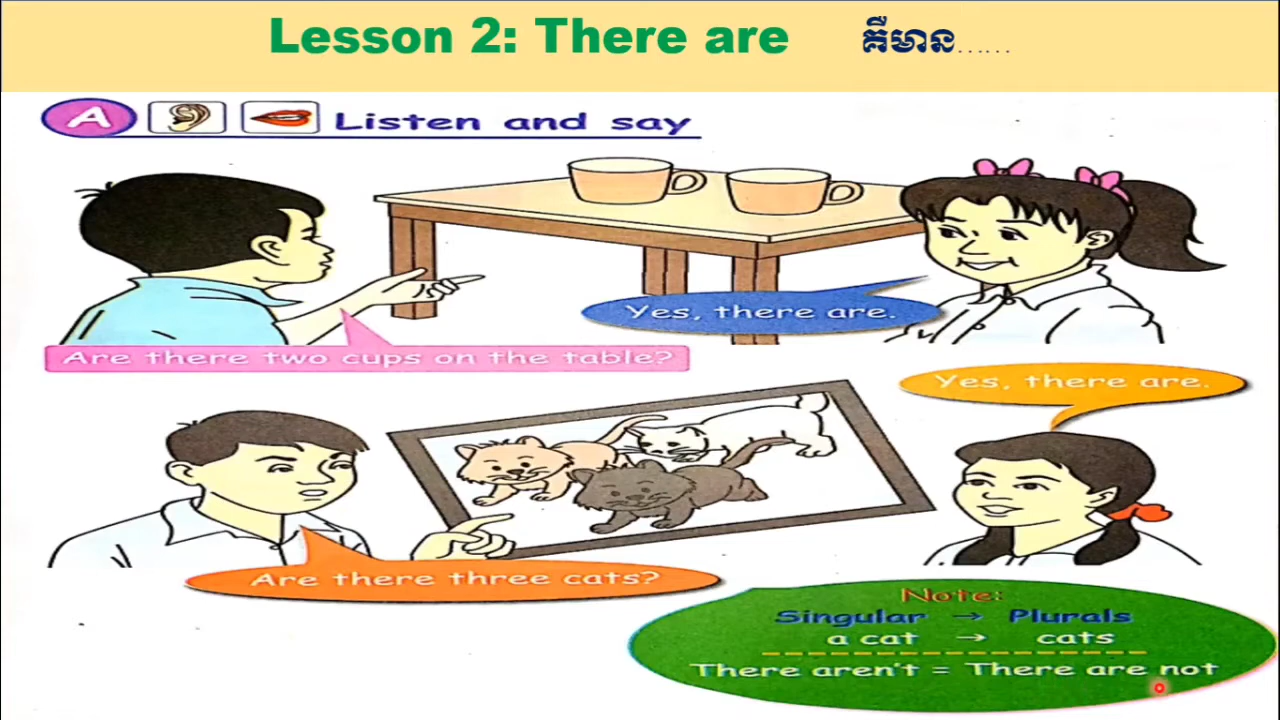 Lesson 2: There are គឺមាន......
A Listen and say
Yes, there are.
Are there two cups on the table?
Yes, there are.
Are there three cats?
Note:
Singular → Plurals
a cat → cats
There aren't = There are not